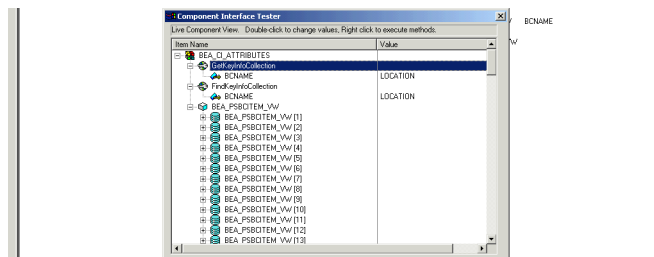 Component Interface Tester
BCNAME
Live Component View. Double-click to change values, Right click to execute methods.
Item Name Value
BEA_CI_ATTRIBUTES
GetKeyInfoCollection
BCNAME LOCATION
FindKeyInfoCollection
BCNAME LOCATION
BEA_PSBCITEM_VW
BEA_PSBCITEM_VW [1]
BEA_PSBCITEM_VW [2]
BEA_PSBCITEM_VW [3]
BEA_PSBCITEM_VW [4]
BEA_PSBCITEM_VW [5]
BEA_PSBCITEM_VW [6]
BEA_PSBCITEM_VW [7]
BEA_PSBCITEM_VW [8]
BEA_PSBCITEM_VW [9]
BEA_PSBCITEM_VW [10]
BEA_PSBCITEM_VW [11]
BEA_PSBCITEM_VW [12]
BEA_PSBCITEM_VW [13]